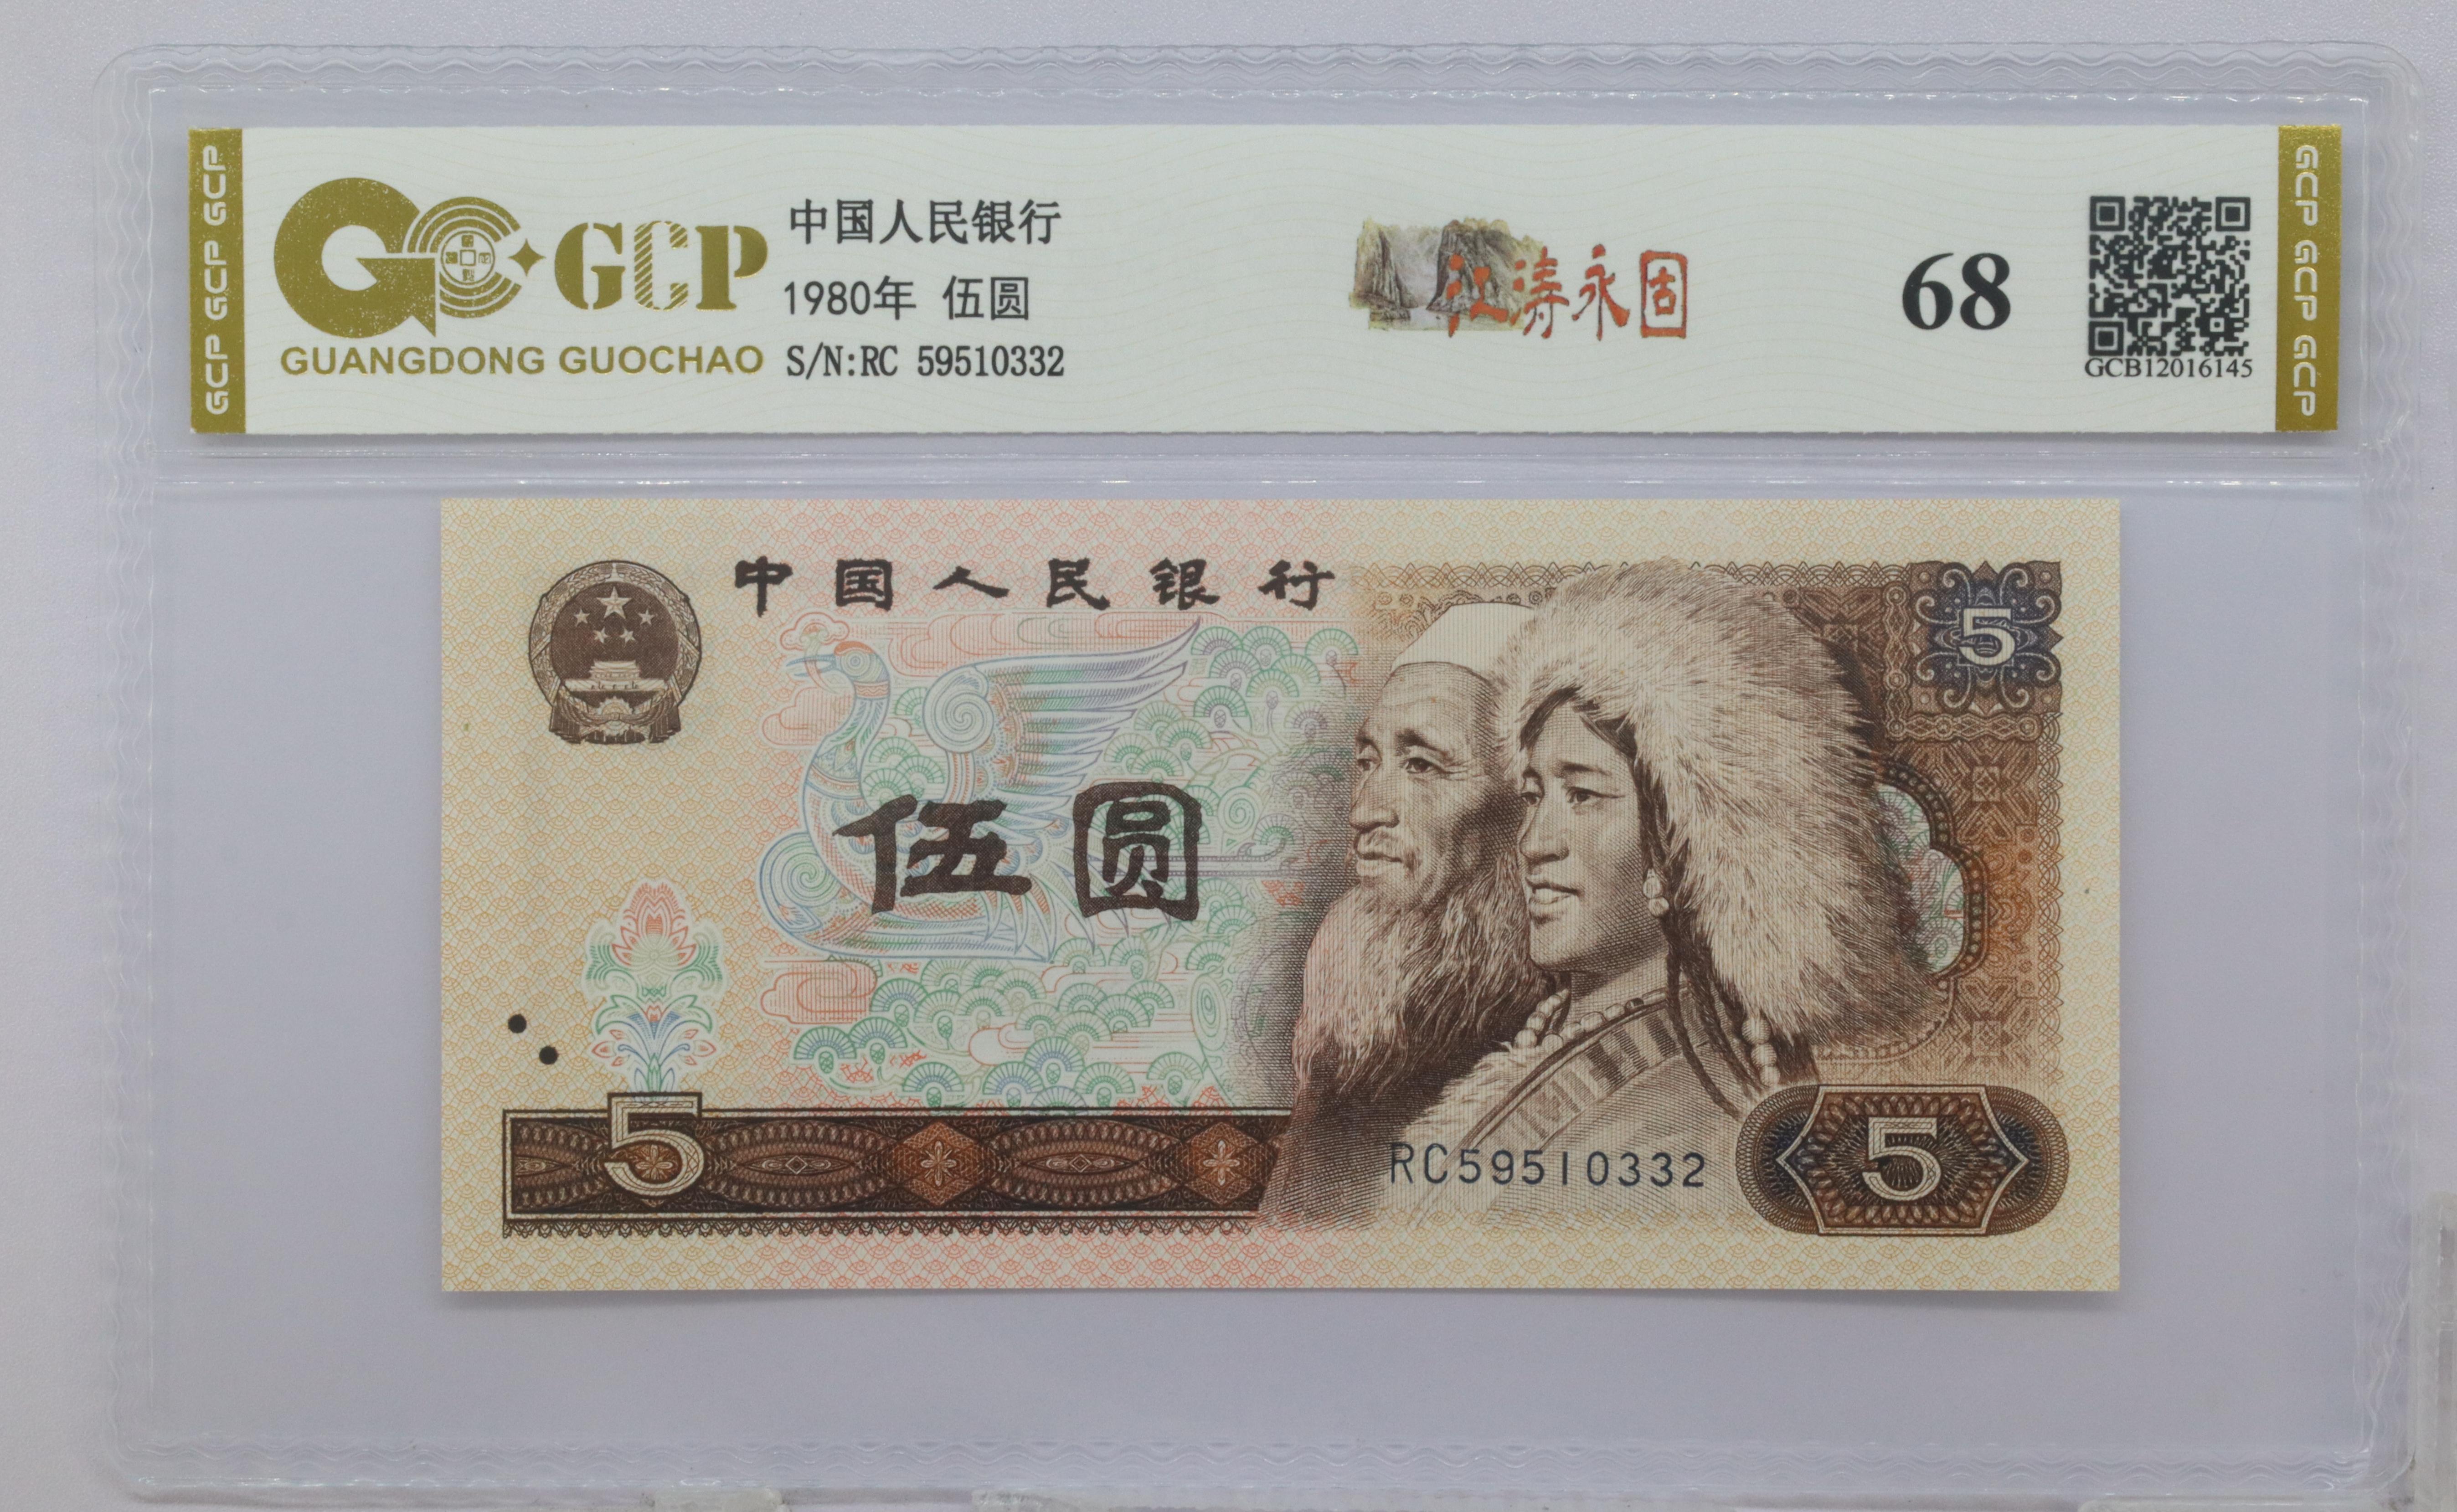 GCP GCP GCP
GCP
GUANGDONG GUOCHAO
中国人民银行
1980年 伍圆
S/N:RC 59510332
江涛永固
68
GCB12016145
GCP GCP GCP
中国人民银行
5
伍圆
5
RC59510332
5